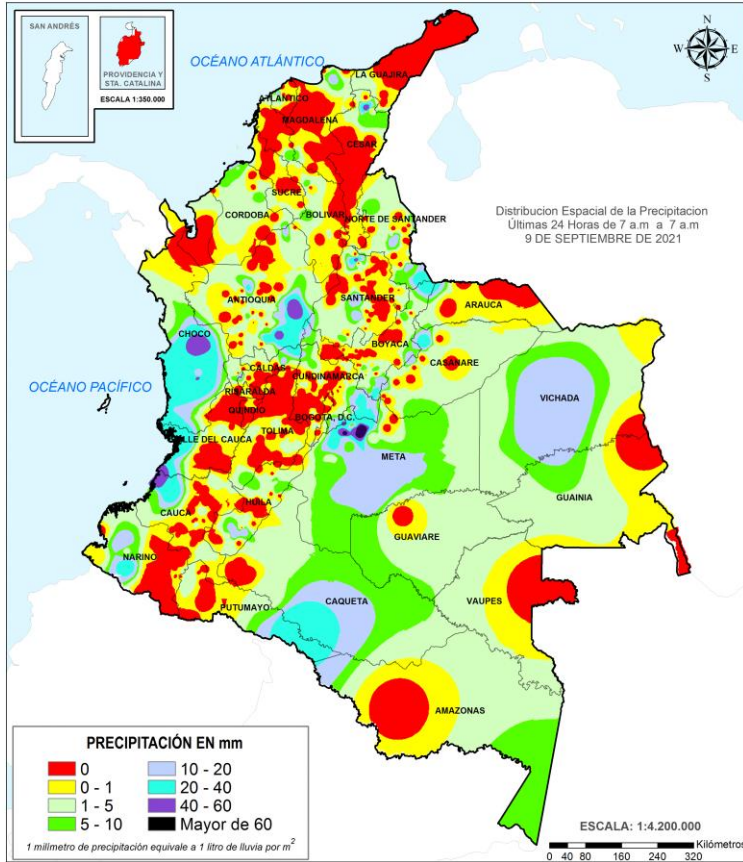 SAN ANDRÉS
PROVIDENCIA Y
STA. CATALINA
ESCALA 1:350.000
OCÉANO ATLÁNTICO
N
W E
S
LA GUAJIRA
ATLÁNTICO
MAGDALENA
CESAR
SUCRE
CORDOBA
BOLIVAR
NORTE DE SANTANDER
Distribucion Espacial de la Precipitacion
Últimas 24 Horas de 7 a.m a 7 a.m
9 DE SEPTIEMBRE DE 2021
ANTIOQUIA
SANTANDER
ARAUCA
CHOCO
BOYACA
CASANARE
OCÉANO PACÍFICO
CALDAS
CUNDINAMARCA
RISARALDA
VICHADA
QUINDIO
BOGOTA, D.C.
TOLIMA
VALLE DEL CAUCA
META
GUAINIA
CAUCA
HUILA
GUAVIARE
NARIÑO
CAQUETA
VAUPES
PUTUMAYO
AMAZONAS
PRECIPITACIÓN EN mm
0
0 - 1
1 - 5
5 - 10
10 - 20
20 - 40
40 - 60
Mayor de 60
1 milímetro de precipitación equivale a 1 litro de lluvia por m²
ESCALA: 1:4.200.000
Kilómetros
0 40 80 160 240 320